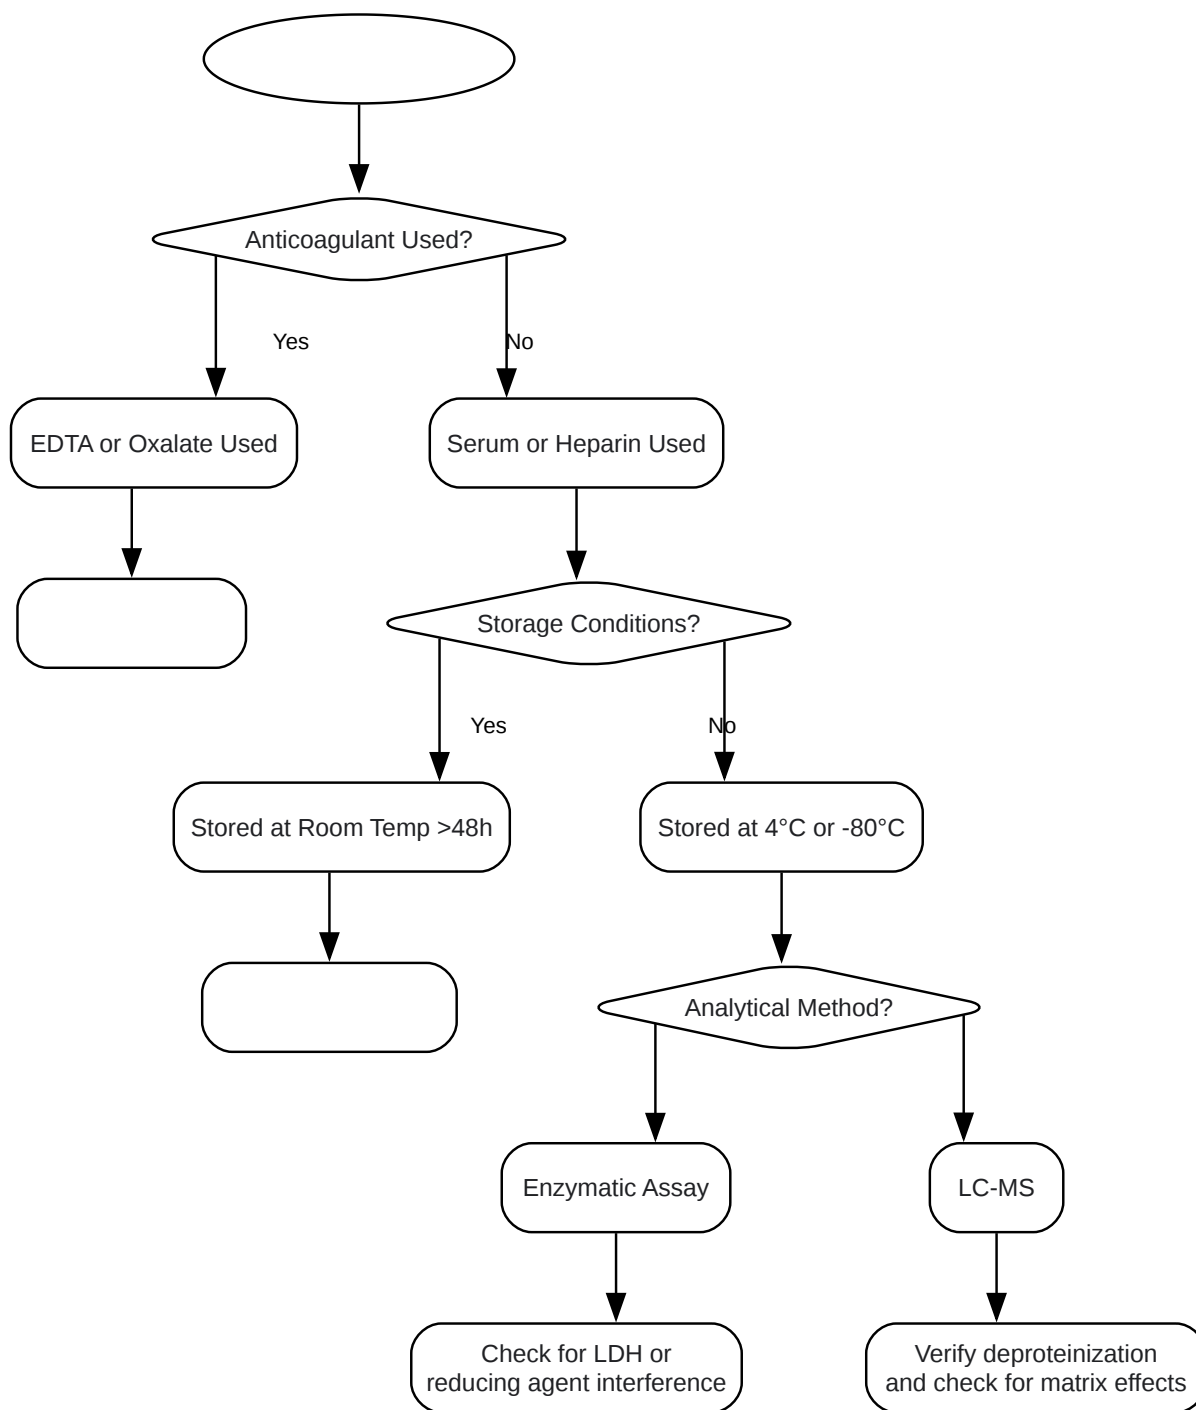 Anticoagulant Used?
Yes
No
EDTA or Oxalate Used
Serum or Heparin Used
Storage Conditions?
Yes
No
Stored at Room Temp >48h
Stored at 4°C or -80°C
Analytical Method?
Enzymatic Assay
LC-MS
Check for LDH or
reducing agent interference
Verify deproteinization
and check for matrix effects